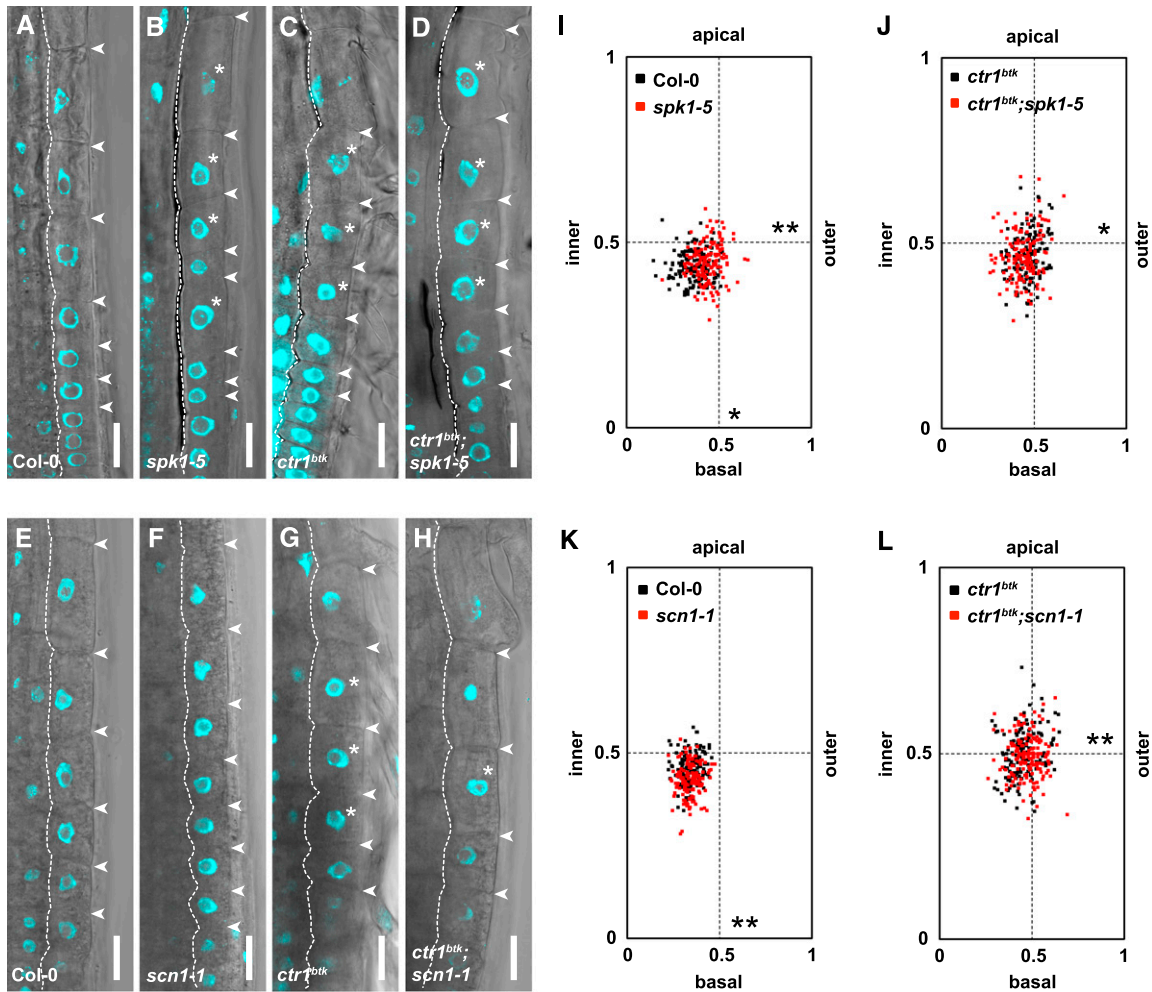 A B C D
Col-0 spk1-5 ctr1btk ctr1btk;
spk1-5
I
apical
1
Col-0
spk1-5
inner
0.5
**
outer
*
0
0 0.5 1
basal
J
apical
1
ctr1btk
ctr1btk;spk1-5
inner
0.5
*
outer
0
0 0.5 1
basal
E F G H
Col-0 scn1-1 ctr1btk ctr1btk;
scn1-1
K
apical
1
Col-0
scn1-1
inner
0.5
outer
**
0
0 0.5 1
basal
L
apical
1
ctr1btk
ctr1btk;scn1-1
inner
0.5
**
outer
0
0 0.5 1
basal